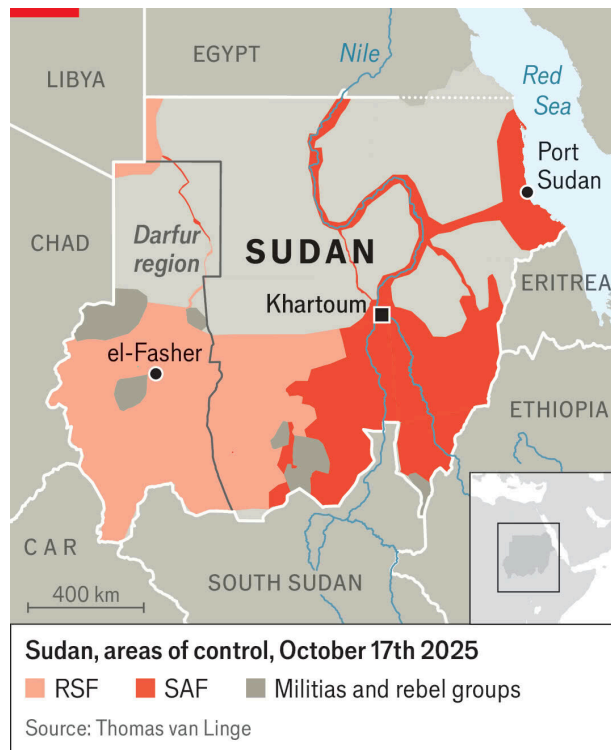 LIBYA
EGYPT
Nile
Red
Sea
Port
Sudan
CHAD
Darfur
region
SUDAN
Khartoum
ERITREA
el-Fasher
ETHIOPIA
CAR
SOUTH SUDAN
400 km
Sudan, areas of control, October 17th 2025
RSF SAF Militias and rebel groups
Source: Thomas van Linge